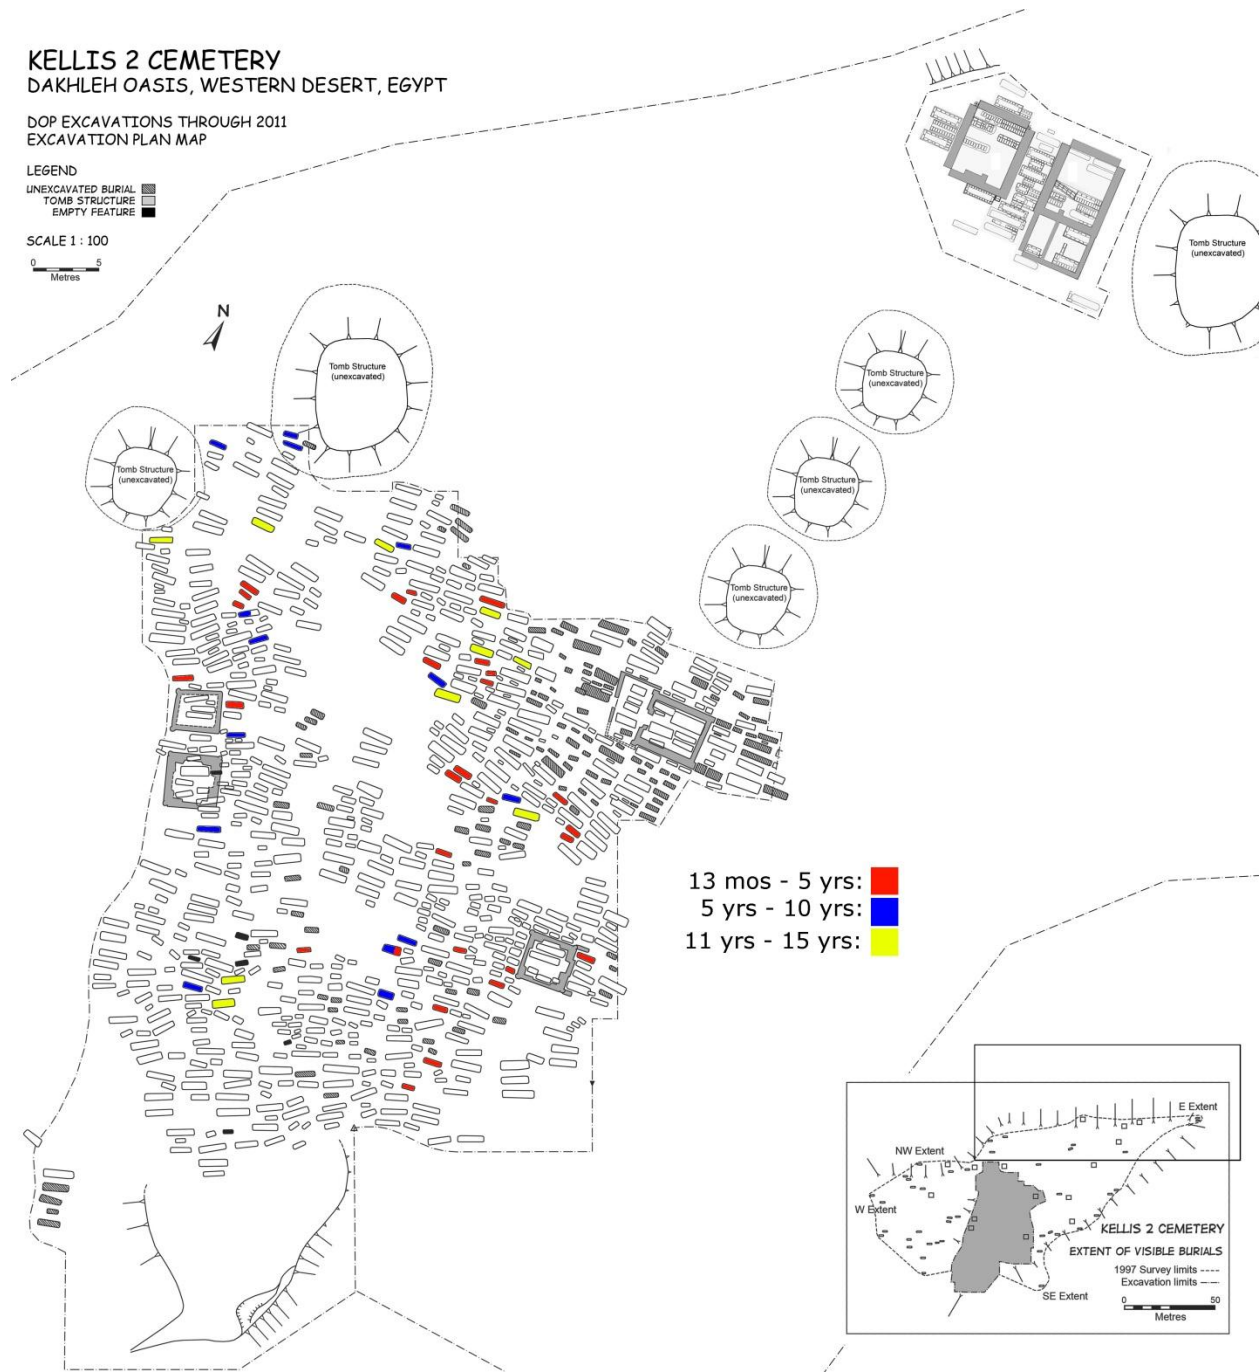 KELLIS 2 CEMETERY
DAKHLEH OASIS, WESTERN DESERT, EGYPT
DOP EXCAVATIONS THROUGH 2011
EXCAVATION PLAN MAP
LEGEND
UNEXCAVATED BURIAL
TOMB STRUCTURE
EMPTY FEATURE
SCALE 1 : 100
0 5
Metres
N
Tomb Structure
(unexcavated)
Tomb Structure
(unexcavated)
Tomb Structure
(unexcavated)
Tomb Structure
(unexcavated)
Tomb Structure
(unexcavated)
Tomb Structure
(unexcavated)
13 mos - 5 yrs:
5 yrs - 10 yrs:
11 yrs - 15 yrs:
E Extent
NW Extent
W Extent
KELLIS 2 CEMETERY
EXTENT OF VISIBLE BURIALS
1997 Survey limits
Excavation limits
SE Extent
0 50
Metres